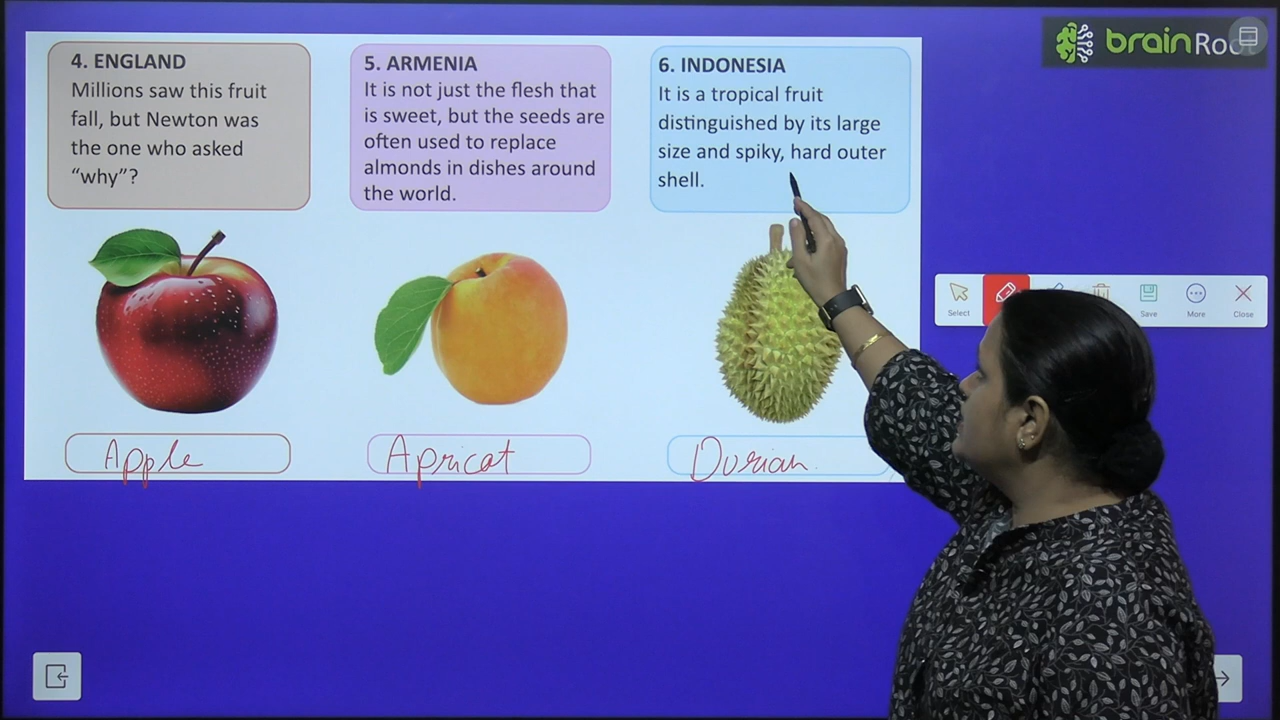 brainRo
4. ENGLAND
Millions saw this fruit
fall, but Newton was
the one who asked
“why”?
5. ARMENIA
It is not just the flesh that
is sweet, but the seeds are
often used to replace
almonds in dishes around
the world.
6. INDONESIA
It is a tropical fruit
distinguished by its large
size and spiky, hard outer
shell.
Select
Save
More
Close
Apple
Apricot
Durian.